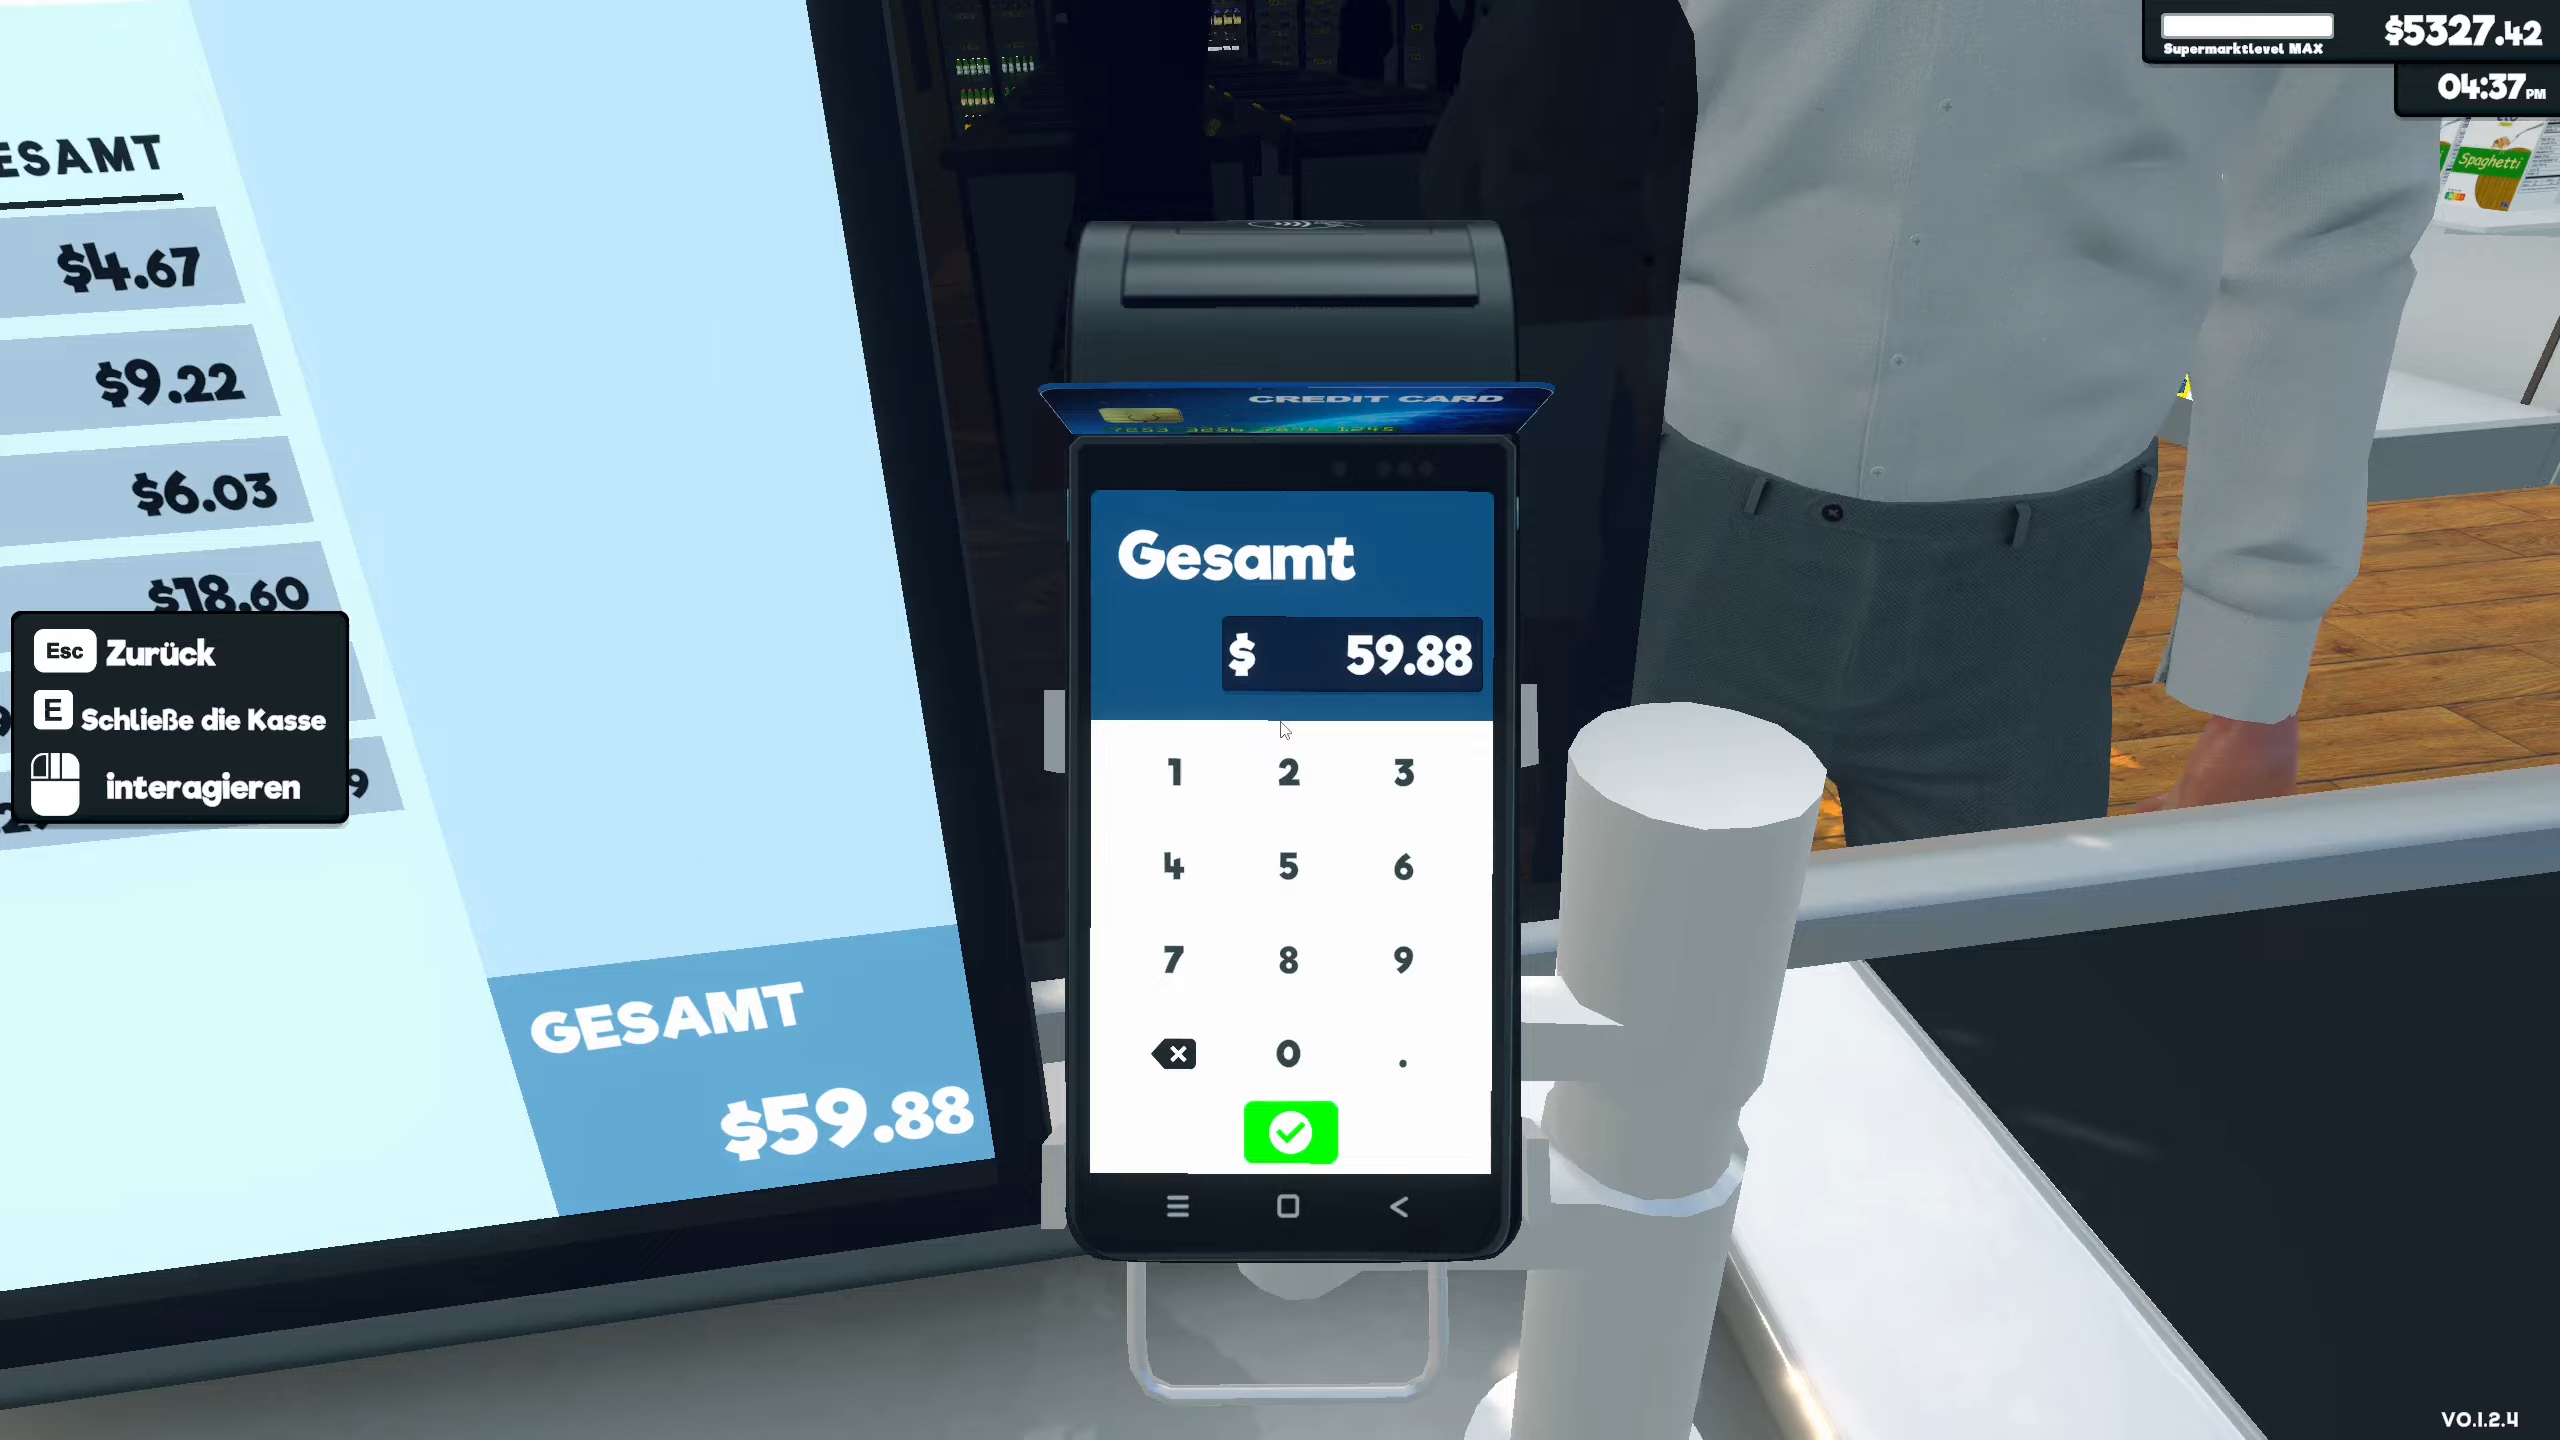 $5327.42
Supermarktlevel MAX
04:37PM
Spaghetti
ESAMT
$4.67
$9.22
$6.03
$18.60
9
Esc Zurück
E Schließe die Kasse
interagieren
GESAMT
$59.88
CREDIT CARD
Gesamt
$ 59.88
1 2 3
4 5 6
7 8 9
0 .
V0.1.2.4